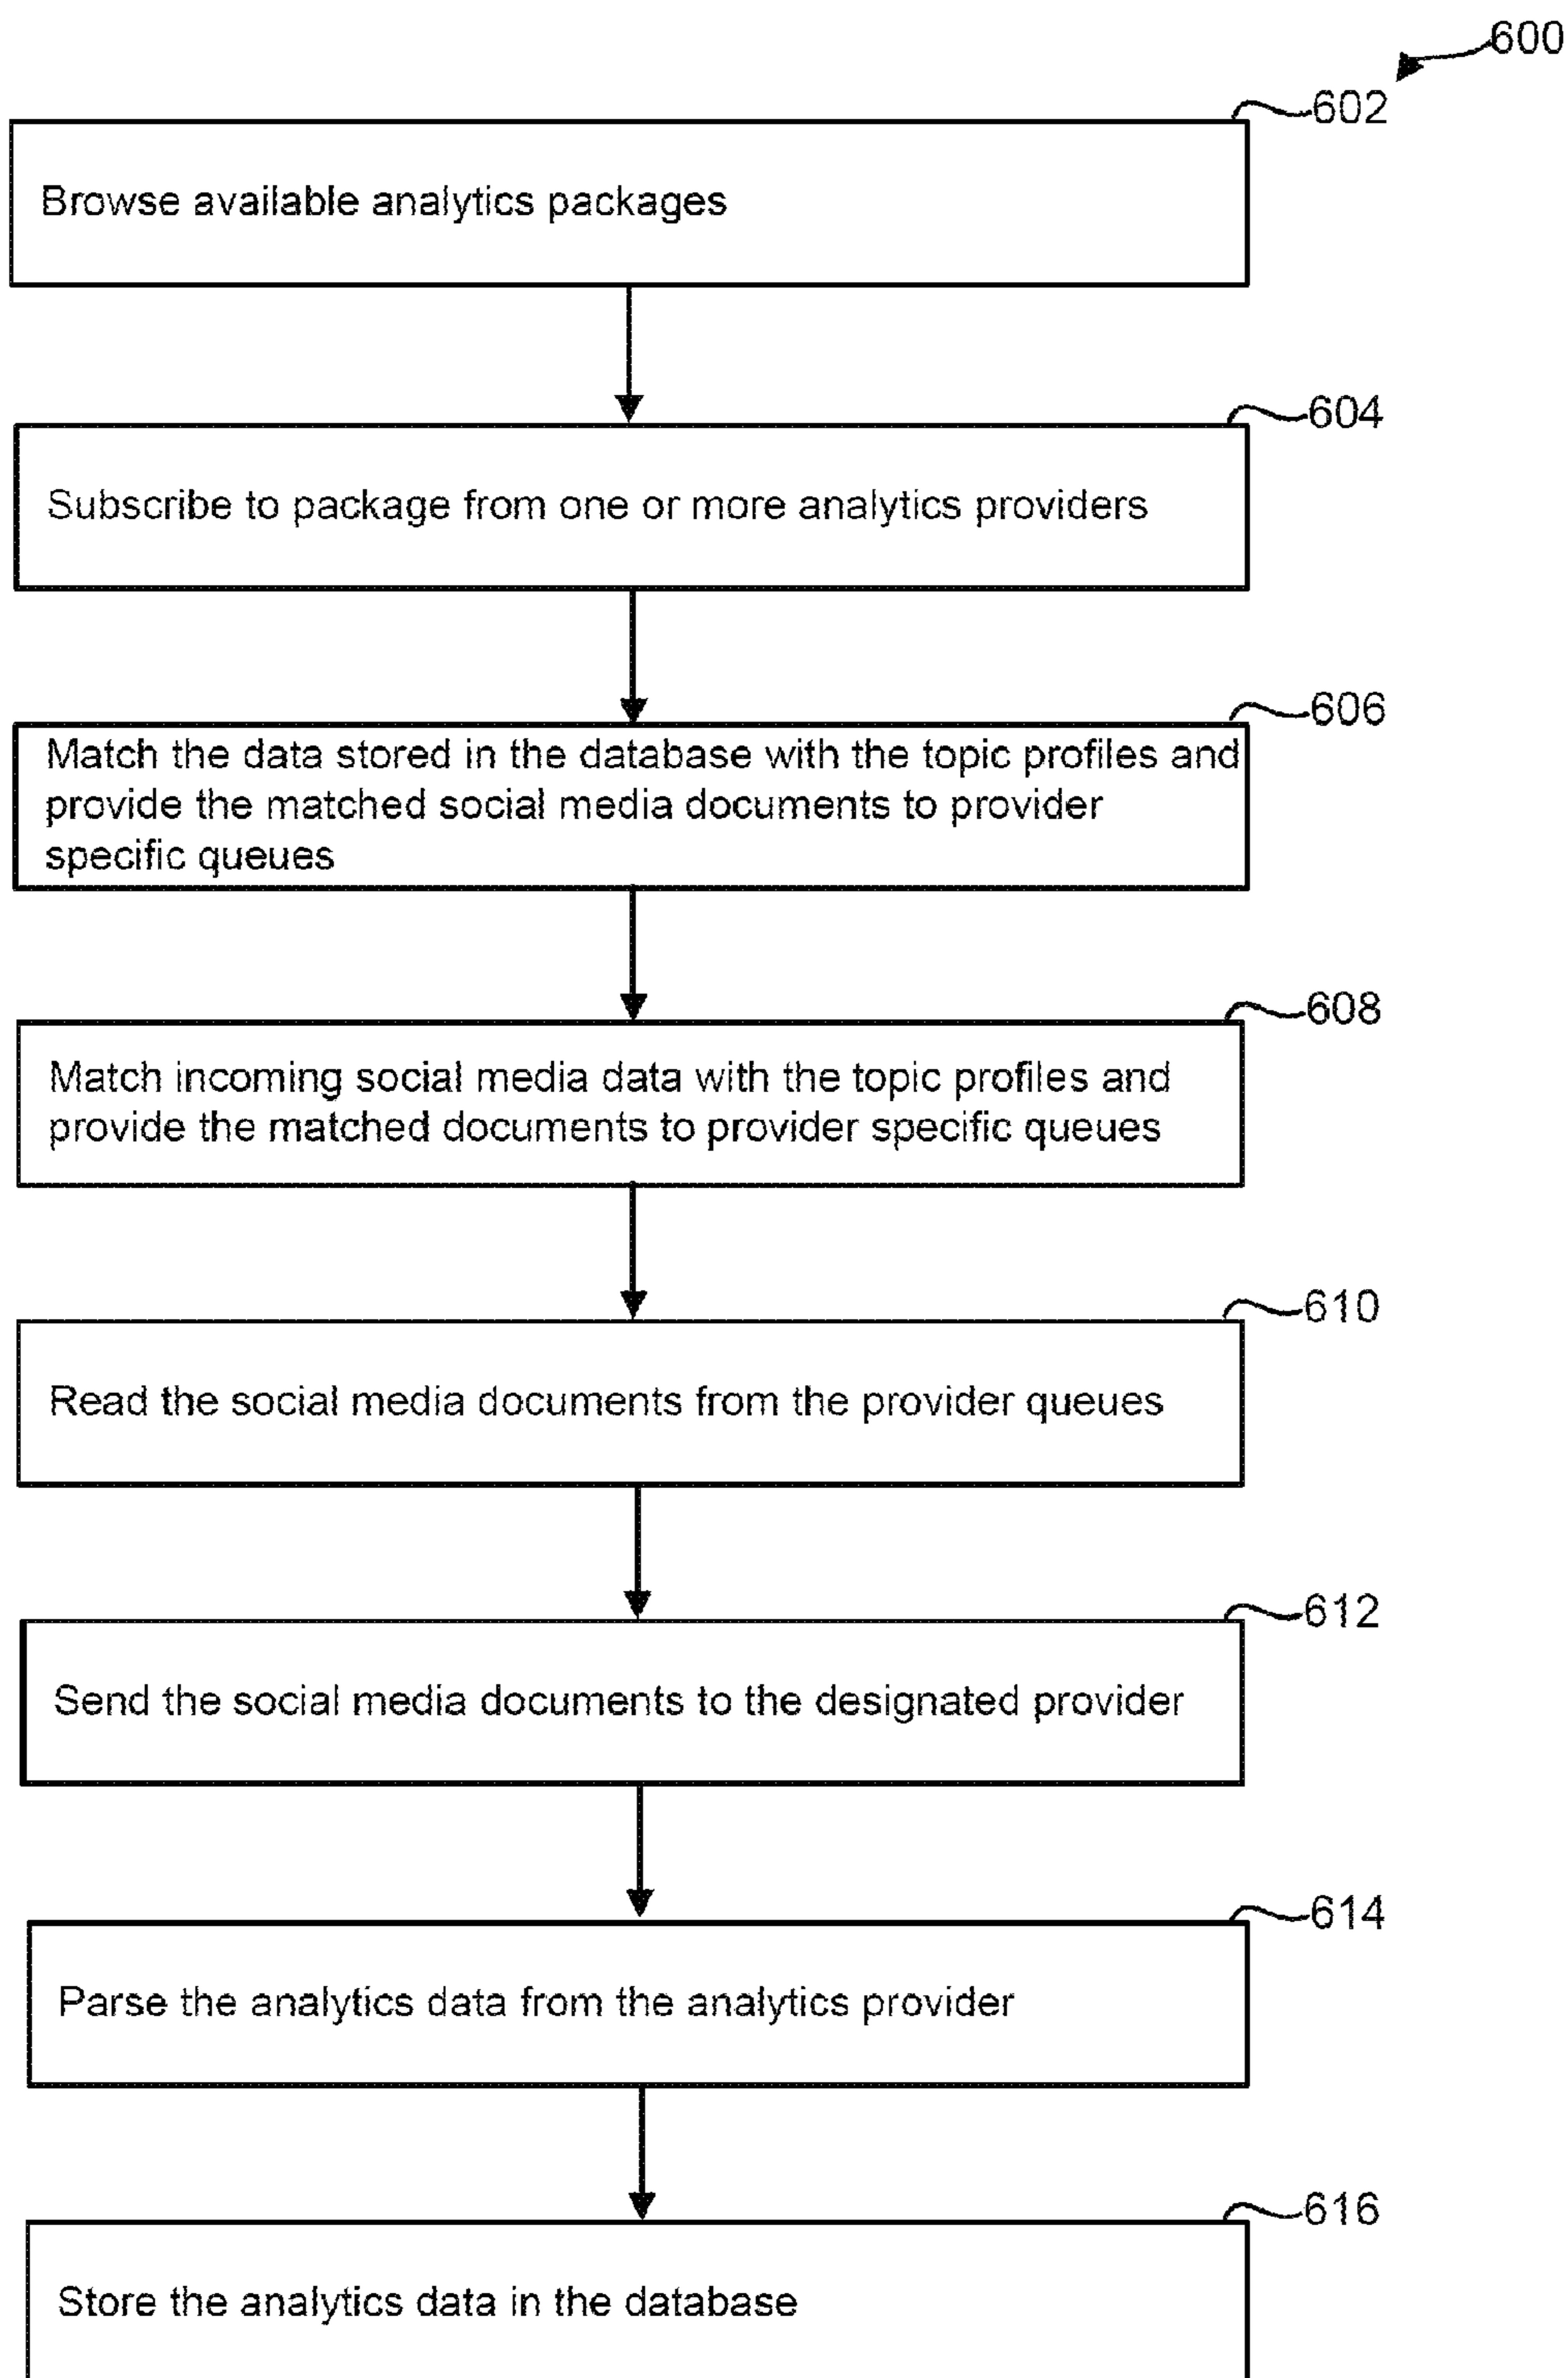 600
602
Browse available analytics packages
604
Subscribe to package from one or more analytics providers
606
Match the data stored in the database with the topic profiles and
provide the matched social media documents to provider
specific queues
608
Match incoming social media data with the topic profiles and
provide the matched documents to provider specific queues
610
Read the social media documents from the provider queues
612
Send the social media documents to the designated provider
614
Parse the analytics data from the analytics provider
616
Store the analytics data in the database